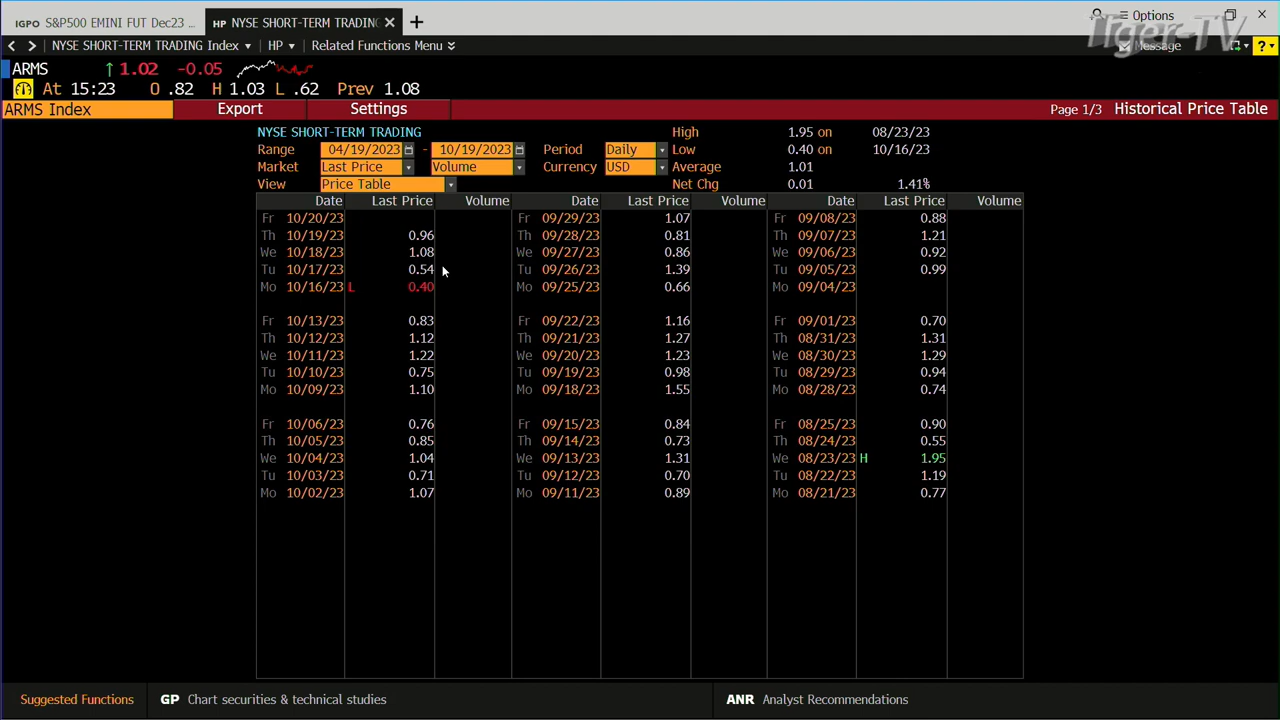 IGPO S&P500 EMINI FUT Dec23 ... HP NYSE SHORT-TERM TRADING Options
NYSE SHORT-TERM TRADING Index HP Related Functions Menu Message
Tiger-TV
ARMS 1.02 -0.05
At 15:23 O .82 H 1.03 L .62 Prev 1.08
ARMS Index Export Settings Page 1/3 Historical Price Table
NYSE SHORT-TERM TRADING High 1.95 on 08/23/23
Range 04/19/2023 - 10/19/2023 Period Daily Low 0.40 on 10/16/23
Market Last Price Volume Currency USD Average 1.01
View Price Table Net Chg 0.01 1.41%
Date Last Price Volume Date Last Price Volume Date Last Price Volume
Fr 10/20/23 Fr 09/29/23 1.07 Fr 09/08/23 0.88
Th 10/19/23 0.96 Th 09/28/23 0.81 Th 09/07/23 1.21
We 10/18/23 1.08 We 09/27/23 0.86 We 09/06/23 0.92
Tu 10/17/23 0.54 Tu 09/26/23 1.39 Tu 09/05/23 0.99
Mo 10/16/23 L 0.40 Mo 09/25/23 0.66 Mo 09/04/23
Fr 10/13/23 0.83 Fr 09/22/23 1.16 Fr 09/01/23 0.70
Th 10/12/23 1.12 Th 09/21/23 1.27 Th 08/31/23 1.31
We 10/11/23 1.22 We 09/20/23 1.23 We 08/30/23 1.29
Tu 10/10/23 0.75 Tu 09/19/23 0.98 Tu 08/29/23 0.94
Mo 10/09/23 1.10 Mo 09/18/23 1.55 Mo 08/28/23 0.74
Fr 10/06/23 0.76 Fr 09/15/23 0.84 Fr 08/25/23 0.90
Th 10/05/23 0.85 Th 09/14/23 0.73 Th 08/24/23 0.55
We 10/04/23 1.04 We 09/13/23 1.31 We 08/23/23 H 1.95
Tu 10/03/23 0.71 Tu 09/12/23 0.70 Tu 08/22/23 1.19
Mo 10/02/23 1.07 Mo 09/11/23 0.89 Mo 08/21/23 0.77
Suggested Functions GP Chart securities & technical studies ANR Analyst Recommendations